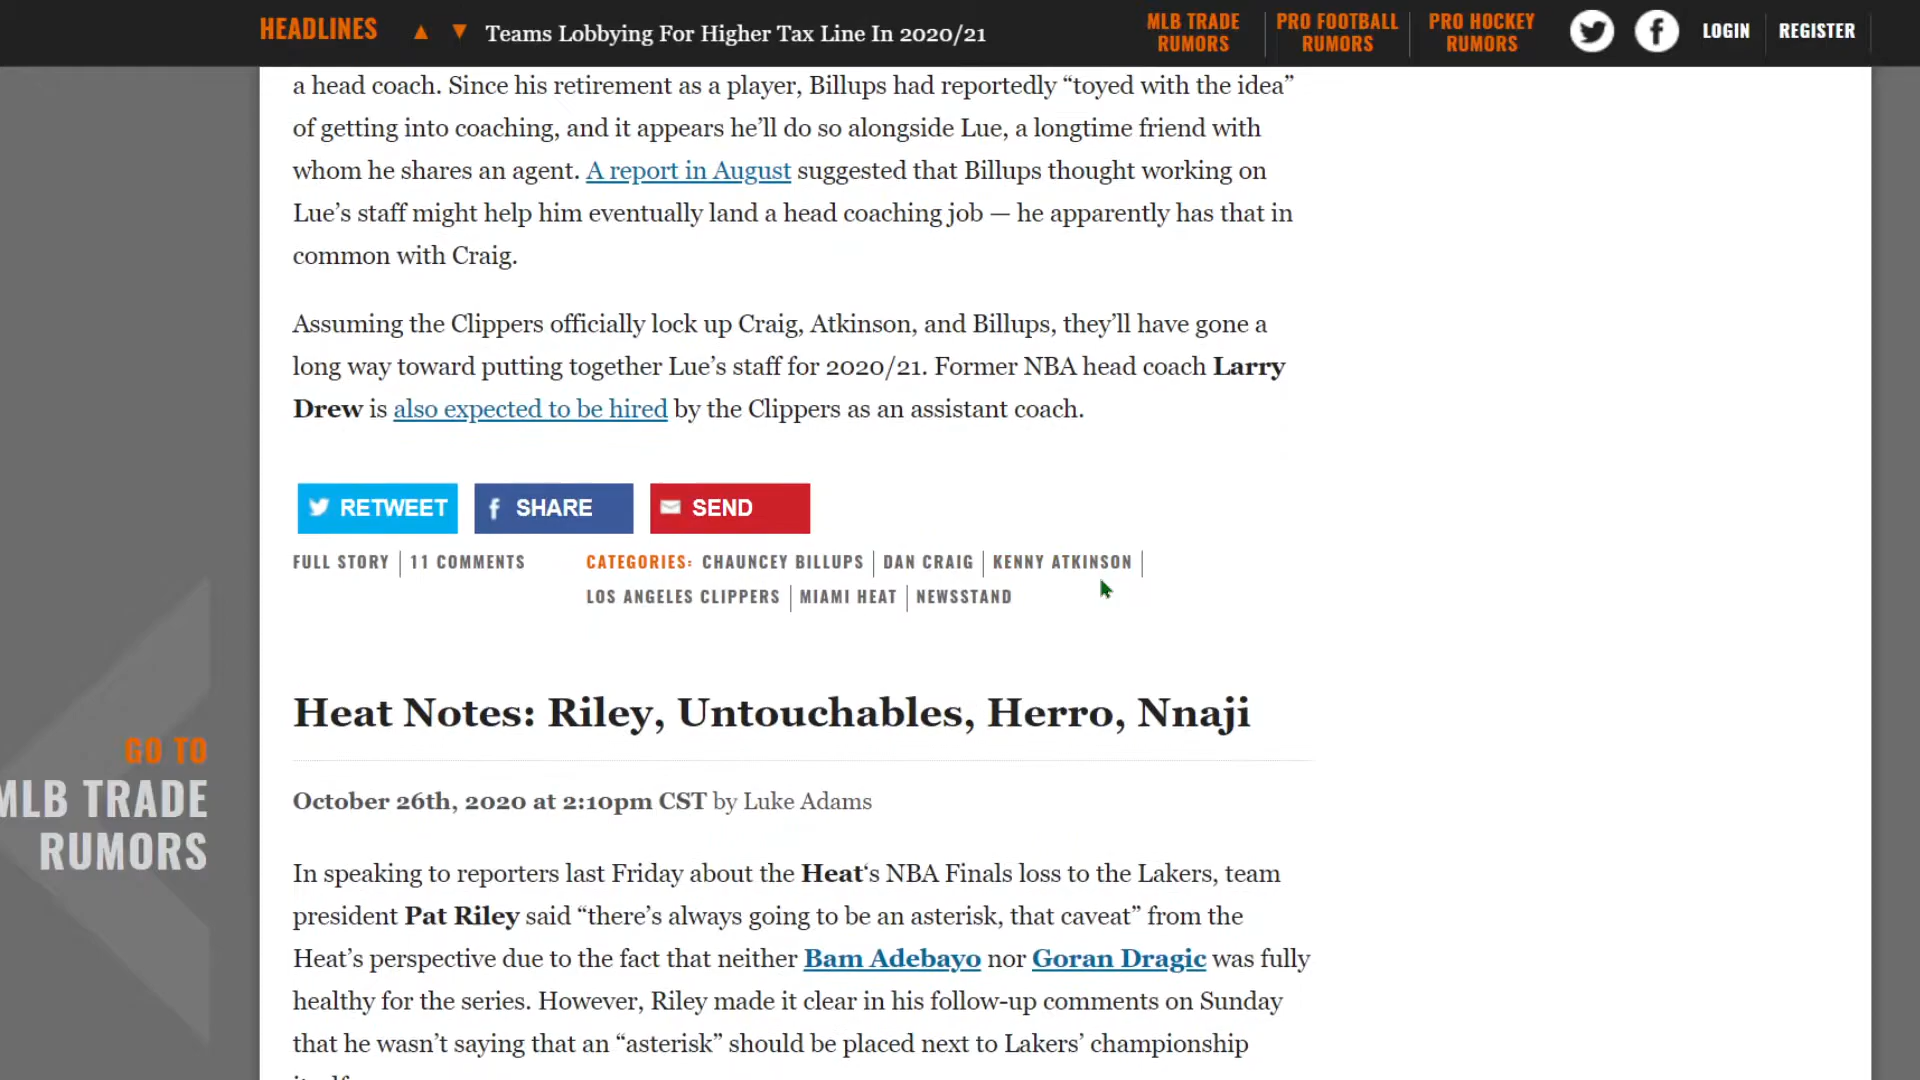 HEADLINES
Teams Lobbying For Higher Tax Line In 2020/21
MLB TRADE
RUMORS
PRO FOOTBALL
RUMORS
PRO HOCKEY
RUMORS
LOGIN
REGISTER
a head coach. Since his retirement as a player, Billups had reportedly “toyed with the idea”
of getting into coaching, and it appears he’ll do so alongside Lue, a longtime friend with
whom he shares an agent. A report in August suggested that Billups thought working on
Lue’s staff might help him eventually land a head coaching job — he apparently has that in
common with Craig.
Assuming the Clippers officially lock up Craig, Atkinson, and Billups, they’ll have gone a
long way toward putting together Lue’s staff for 2020/21. Former NBA head coach Larry
Drew is also expected to be hired by the Clippers as an assistant coach.
RETWEET
SHARE
SEND
FULL STORY
11 COMMENTS
CATEGORIES: CHAUNCEY BILLUPS
DAN CRAIG
KENNY ATKINSON
LOS ANGELES CLIPPERS
MIAMI HEAT
NEWSSTAND
Heat Notes: Riley, Untouchables, Herro, Nnaji
GO TO
MLB TRADE
RUMORS
October 26th, 2020 at 2:10pm CST by Luke Adams
In speaking to reporters last Friday about the Heat‘s NBA Finals loss to the Lakers, team
president Pat Riley said “there’s always going to be an asterisk, that caveat” from the
Heat’s perspective due to the fact that neither Bam Adebayo nor Goran Dragic was fully
healthy for the series. However, Riley made it clear in his follow-up comments on Sunday
that he wasn’t saying that an “asterisk” should be placed next to Lakers’ championship